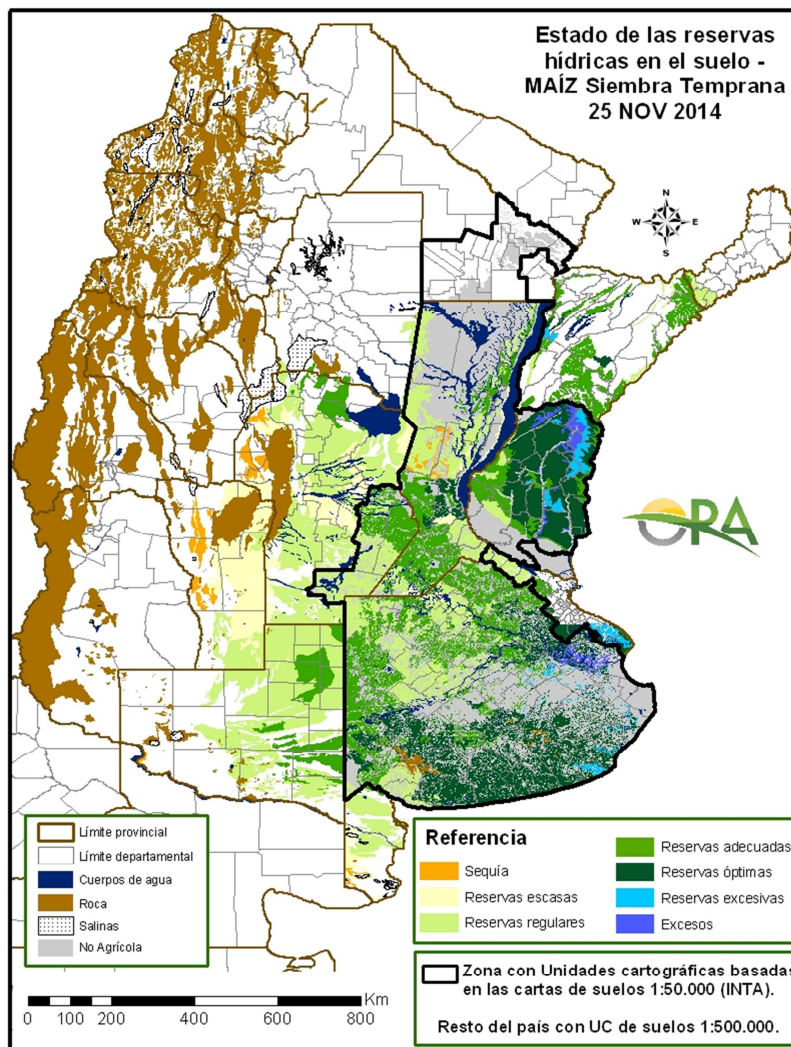 Estado de las reservas
hídricas en el suelo -
MAÍZ Siembra Temprana
25 NOV 2014
N
W E
S
OPA
Límite provincial
Límite departamental
Cuerpos de agua
Roca
Salinas
No Agrícola
Referencia
Sequía
Reservas escasas
Reservas regulares
Reservas adecuadas
Reservas óptimas
Reservas excesivas
Excesos
Km
0 50 100 200 400 600 800
Zona con Unidades cartográficas basadas
en las cartas de suelos 1:50.000 (INTA).
Resto del país con UC de suelos 1:500.000.